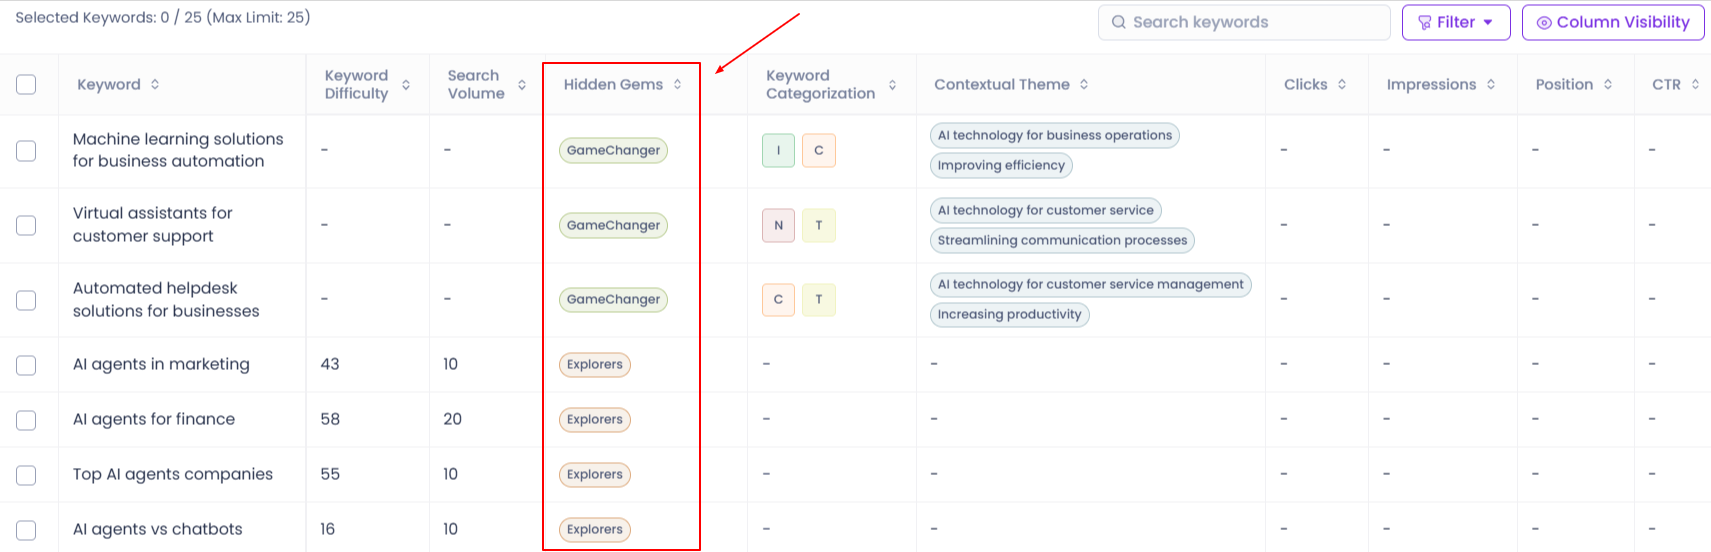 Selected Keywords: 0 / 25 (Max Limit: 25)
Search keywords
Filter
Column Visibility
Keyword
Keyword
Difficulty
Search
Volume
Hidden Gems
Keyword
Categorization
Contextual Theme
Clicks
Impressions
Position
CTR
Machine learning solutions
for business automation
-
-
GameChanger
I
C
AI technology for business operations
Improving efficiency
-
-
-
-
Virtual assistants for
customer support
-
-
GameChanger
N
T
AI technology for customer service
Streamlining communication processes
-
-
-
-
Automated helpdesk
solutions for businesses
-
-
GameChanger
C
T
AI technology for customer service management
Increasing productivity
-
-
-
-
AI agents in marketing
43
10
Explorers
-
-
-
-
-
-
AI agents for finance
58
20
Explorers
-
-
-
-
-
-
Top AI agents companies
55
10
Explorers
-
-
-
-
-
-
AI agents vs chatbots
16
10
Explorers
-
-
-
-
-
-